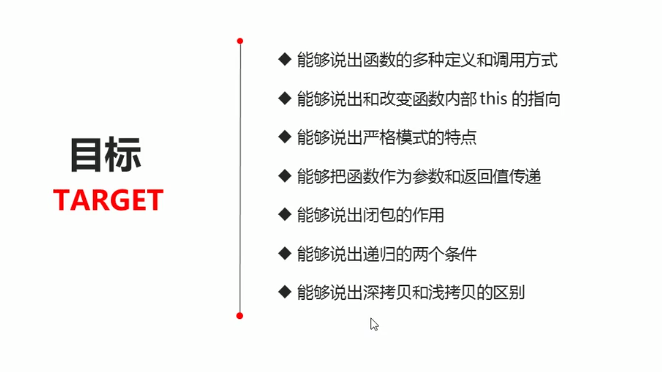 目标
TARGET
◆ 能够说出函数的多种定义和调用方式
◆ 能够说出和改变函数内部 this 的指向
◆ 能够说出严格模式的特点
◆ 能够把函数作为参数和返回值传递
◆ 能够说出闭包的作用
◆ 能够说出递归的两个条件
◆ 能够说出深拷贝和浅拷贝的区别